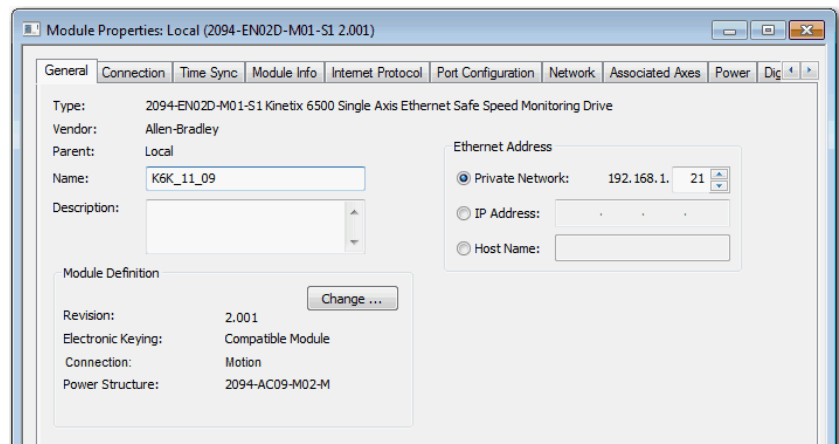 Module Properties: Local (2094-EN02D-M01-S1 2.001)
General Connection Time Sync Module Info Internet Protocol Port Configuration Network Associated Axes Power
Type: 2094-EN02D-M01-S1 Kinetix 6500 Single Axis Ethernet Safe Speed Monitoring Drive
Vendor: Allen-Bradley
Parent: Local
Name: K6K_11_09
Description:
Ethernet Address
Private Network: 192.168.1. 21
IP Address: . . .
Host Name:
Module Definition
Change ...
Revision: 2.001
Electronic Keying: Compatible Module
Connection: Motion
Power Structure: 2094-AC09-M02-M